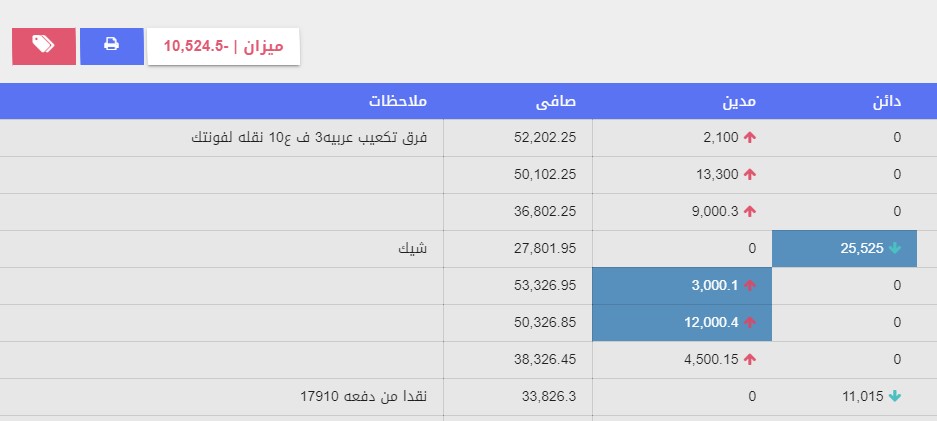 ميزان | -10,524.5
دائن مدين صافى ملاحظات
0 2,100 52,202.25 فرق تكعيب عربيه3 ف ع10 نقله لفونتك
0 13,300 50,102.25
0 9,000.3 36,802.25
25,525 0 27,801.95 شيك
0 3,000.1 53,326.95
0 12,000.4 50,326.85
0 4,500.15 38,326.45
11,015 0 33,826.3 نقدا من دفعه 17910